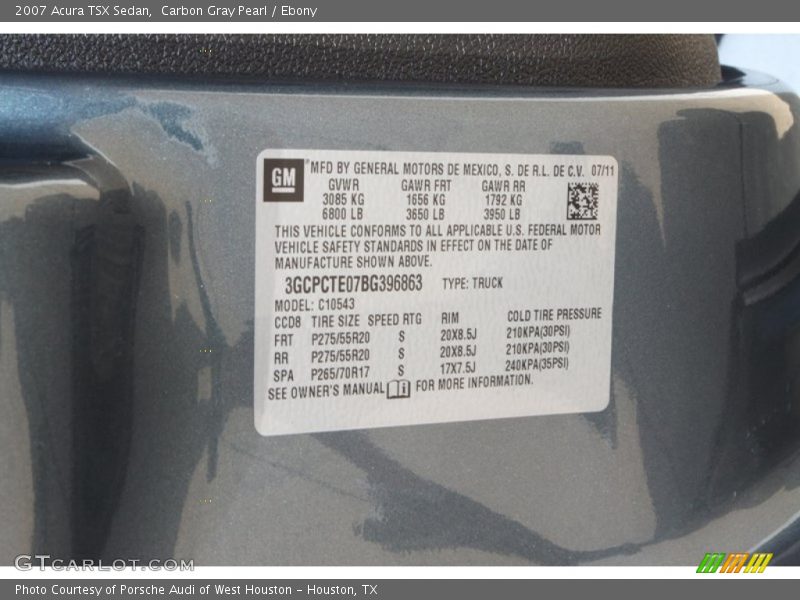 2007 Acura TSX Sedan,  Carbon Gray Pearl / Ebony
GM ® MFD BY GENERAL MOTORS DE MEXICO, S. DE R.L. DE C.V. 07/11
GVWR GAWR FRT GAWR RR
3085 KG 1656 KG 1792 KG
6800 LB 3650 LB 3950 LB
THIS VEHICLE CONFORMS TO ALL APPLICABLE U.S. FEDERAL MOTOR
VEHICLE SAFETY STANDARDS IN EFFECT ON THE DATE OF
MANUFACTURE SHOWN ABOVE.
3GCPCTE07BG396863 TYPE: TRUCK
MODEL: C10543
CCD8 TIRE SIZE SPEED RTG RIM COLD TIRE PRESSURE
FRT P275/55R20 S 20X8.5J 210KPA(30PSI)
RR P275/55R20 S 20X8.5J 210KPA(30PSI)
SPA P265/70R17 S 17X7.5J 240KPA(35PSI)
SEE OWNER'S MANUAL i FOR MORE INFORMATION.
GTCARLOT.COM
Photo Courtesy of Porsche Audi of West Houston - Houston, TX